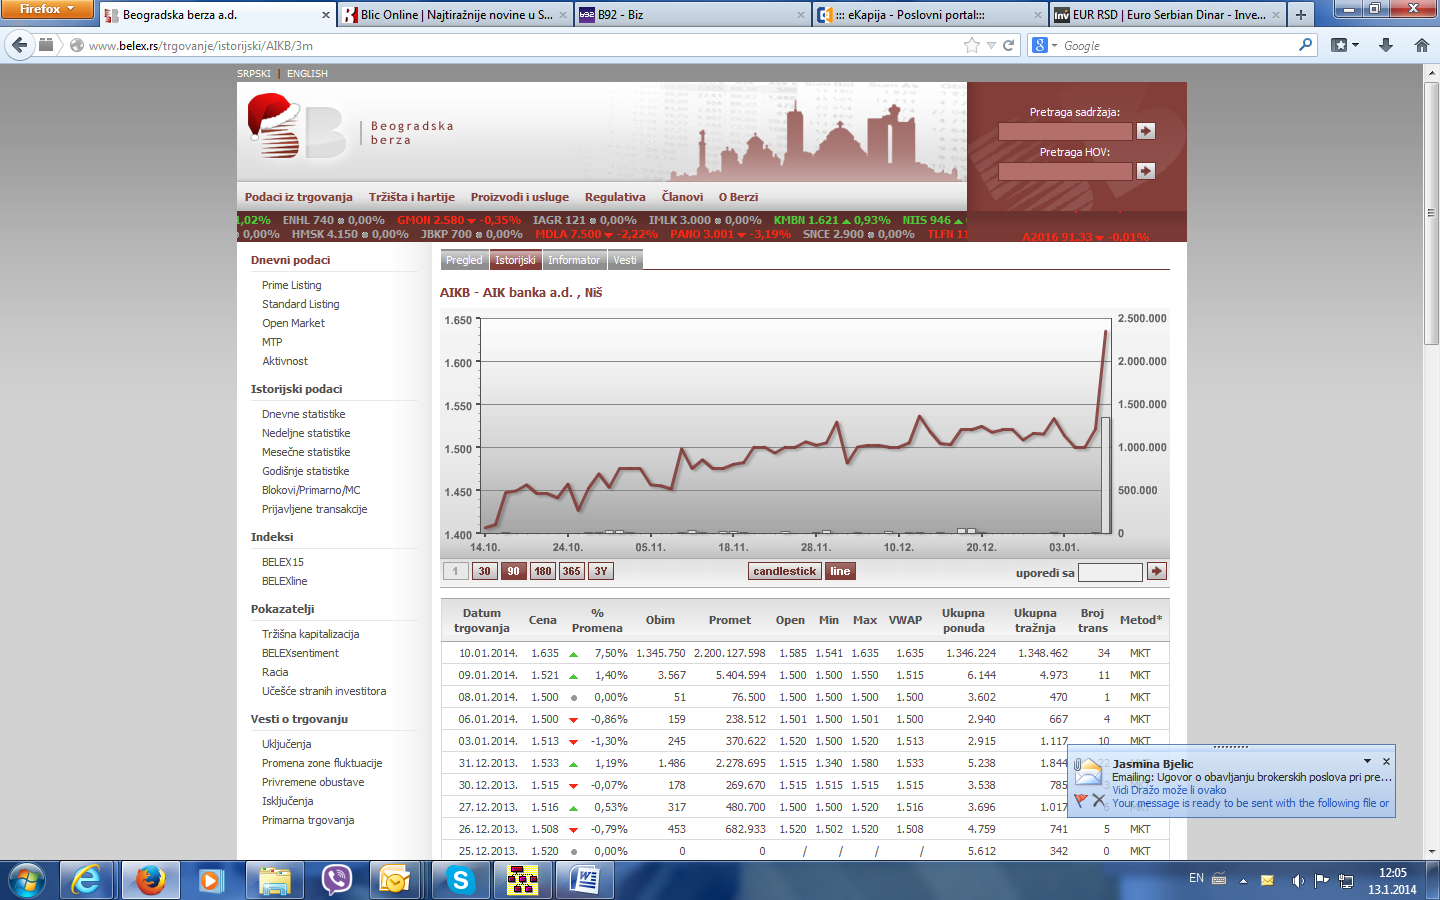 Firefox
Beogradska berza a.d.
Blic Online | Najtiražnije novine u S...
B92 - Biz
::: eKapija - Poslovni portal:::
EUR RSD | Euro Serbian Dinar - Inve...
www.belex.rs/trgovanje/istorijski/AIKB/3m
Google
SRPSKI | ENGLISH
Beogradska
berza
Pretraga sadržaja:
Pretraga HOV:
Podaci iz trgovanja Tržišta i hartije Proizvodi i usluge Regulativa Članovi O Berzi
1,02% ENHL 740 0,00% GMON 2.580 -0,35% IAGR 121 0,00% IMLK 3.000 0,00% KMBN 1.621 0,93% NIIS 946
0,00% HMSK 4.150 0,00% JBKP 700 0,00% MDLA 7.500 -2,22% PANO 3.001 -3,19% SNCE 2.900 0,00% TLFN 11
A2016 91.33 -0,01%
Dnevni podaci
Prime Listing
Standard Listing
Open Market
MTP
Aktivnost
Istorijski podaci
Dnevne statistike
Nedeljne statistike
Mesečne statistike
Godišnje statistike
Blokovi/Primarno/MC
Prijavljene transakcije
Indeksi
BELEX15
BELEXline
Pokazatelji
Tržišna kapitalizacija
BELEXsentiment
Racia
Učešće stranih investitora
Vesti o trgovanju
Uključenja
Promena zone fluktuacije
Privremene obustave
Isključenja
Primarna trgovanja
Pregled Istorijski Informator Vesti
AIKB - AIK banka a.d. , Niš
1.650 2.500.000
1.600 2.000.000
1.550 1.500.000
1.500 1.000.000
1.450 500.000
1.400 0
14.10. 24.10. 05.11. 18.11. 28.11. 10.12. 20.12. 03.01.
1 30 90 180 365 3Y candlestick line uporedi sa
Datum trgovanja Cena % Promena Obim Promet Open Min Max VWAP Ukupna ponuda Ukupna tražnja Broj trans Metod*
10.01.2014. 1.635 7,50% 1.345.750 2.200.127.598 1.585 1.541 1.635 1.635 1.346.224 1.348.462 34 MKT
09.01.2014. 1.521 1,40% 3.567 5.404.594 1.500 1.500 1.550 1.515 6.144 4.973 11 MKT
08.01.2014. 1.500 0,00% 51 76.500 1.500 1.500 1.500 1.500 3.602 470 1 MKT
06.01.2014. 1.500 -0,86% 159 238.512 1.501 1.500 1.501 1.500 2.940 667 4 MKT
03.01.2014. 1.513 -1,30% 245 370.622 1.520 1.500 1.520 1.513 2.915 1.117 10 MKT
31.12.2013. 1.533 1,19% 1.486 2.278.695 1.515 1.340 1.580 1.533 5.238 1.844 22
30.12.2013. 1.515 -0,07% 178 269.670 1.515 1.515 1.515 1.515 3.538 785
27.12.2013. 1.516 0,53% 317 480.700 1.500 1.500 1.520 1.516 3.696 1.017
26.12.2013. 1.508 -0,79% 453 682.933 1.520 1.502 1.520 1.508 4.759 741 5 MKT
25.12.2013. 1.520 0,00% 0 0 / / / / 5.612 342 0 MKT
Jasmina Bjelic
Emailing: Ugovor o obavljanju brokerskih poslova pri pre...
Vidi Dražo može li ovako
Your message is ready to be sent with the following file or
EN
12:05
13.1.2014